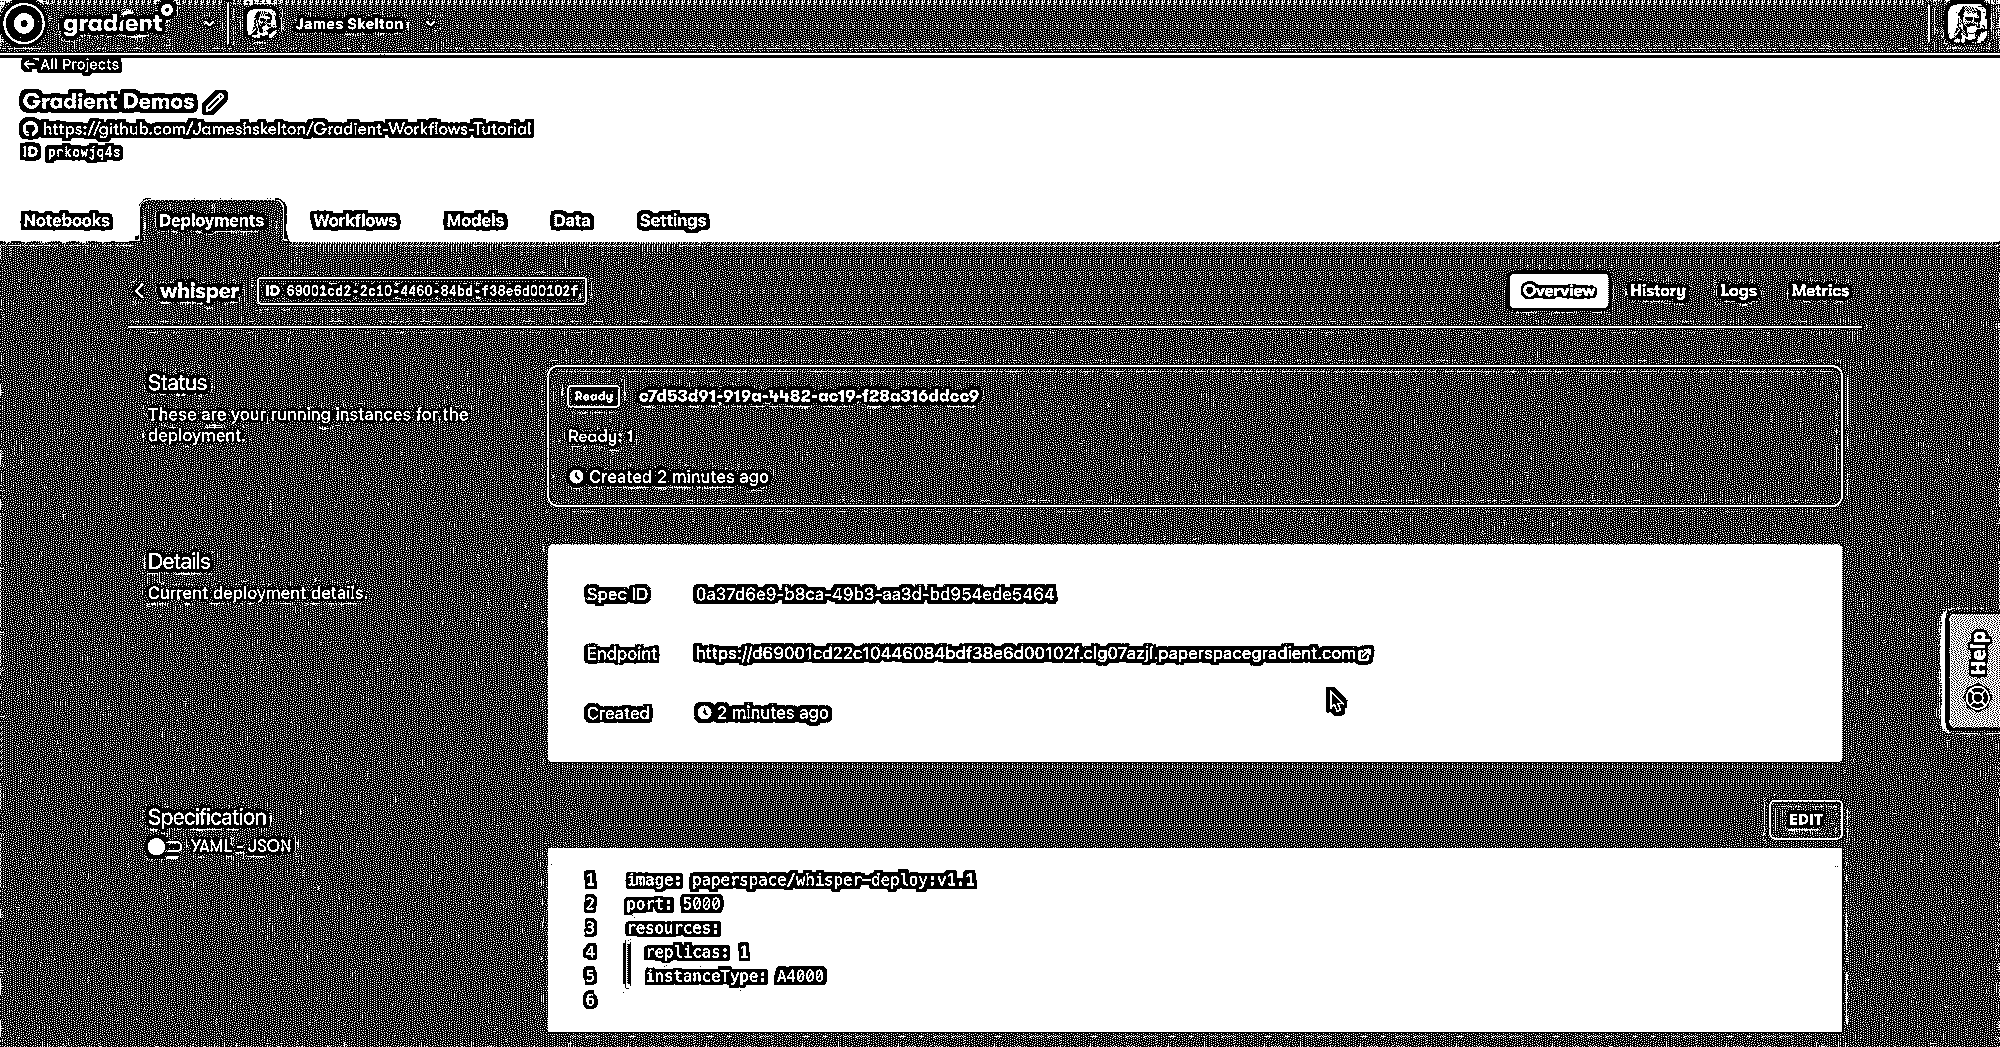 gradient James Skelton
All Projects
Gradient Demos
https://github.com/Jameshskelton/Gradient-Workflows-Tutorial
ID prkowjq4s
Notebooks Deployments Workflows Models Data Settings
whisper ID 69001cd2-2c10-4460-84bd-f38e6d00102f Overview History Logs Metrics
Status
These are your running instances for the
deployment.
Ready c7d53d91-919a-4482-ac19-f28a316ddcc9
Ready: 1
Created 2 minutes ago
Details
Current deployment details.
Spec ID 0a37d6e9-b8ca-49b3-aa3d-bd954ede5464
Endpoint https://d69001cd22c10446084bdf38e6d00102f.clg07azjl.paperspacegradient.com
Created 2 minutes ago
Help
Specification
YAML - JSON
EDIT
1 image: paperspace/whisper-deploy:v1.1
2 port: 5000
3 resources:
4 replicas: 1
5 instanceType: A4000
6